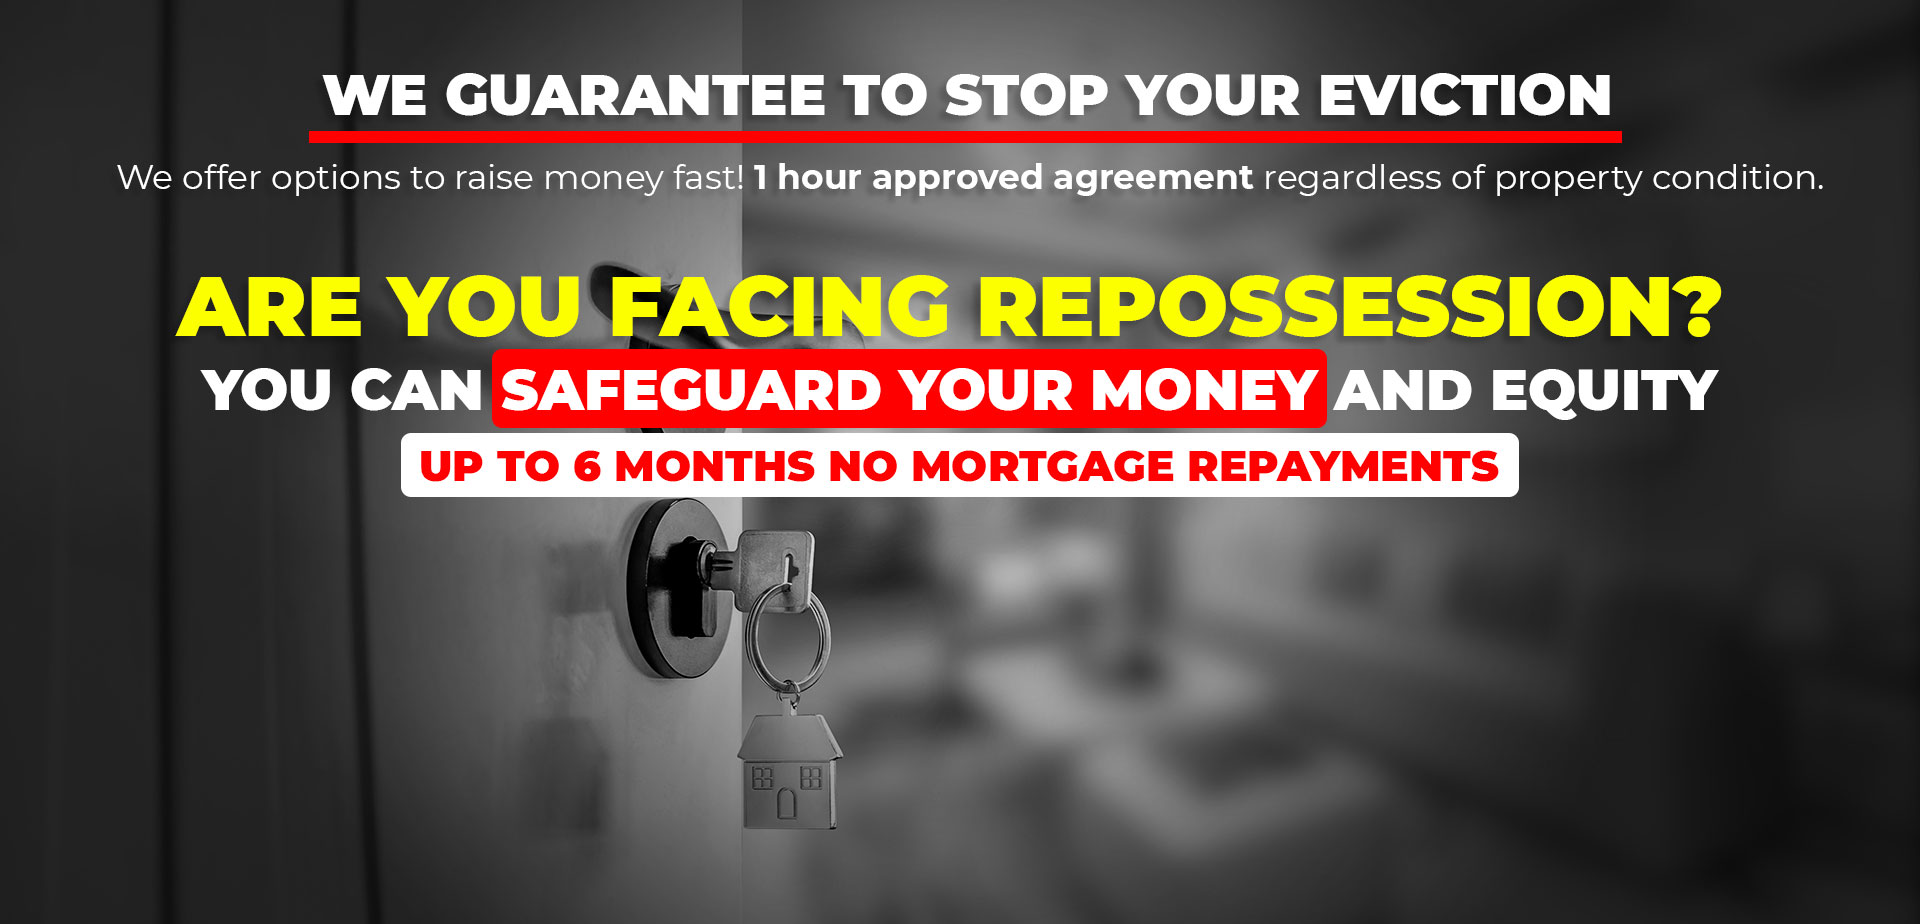 WE GUARANTEE TO STOP YOUR EVICTION
We offer options to raise money fast! 1 hour approved agreement regardless of property condition.
ARE YOU FACING REPOSSESSION?
YOU CAN SAFEGUARD YOUR MONEY AND EQUITY
UP TO 6 MONTHS NO MORTGAGE REPAYMENTS